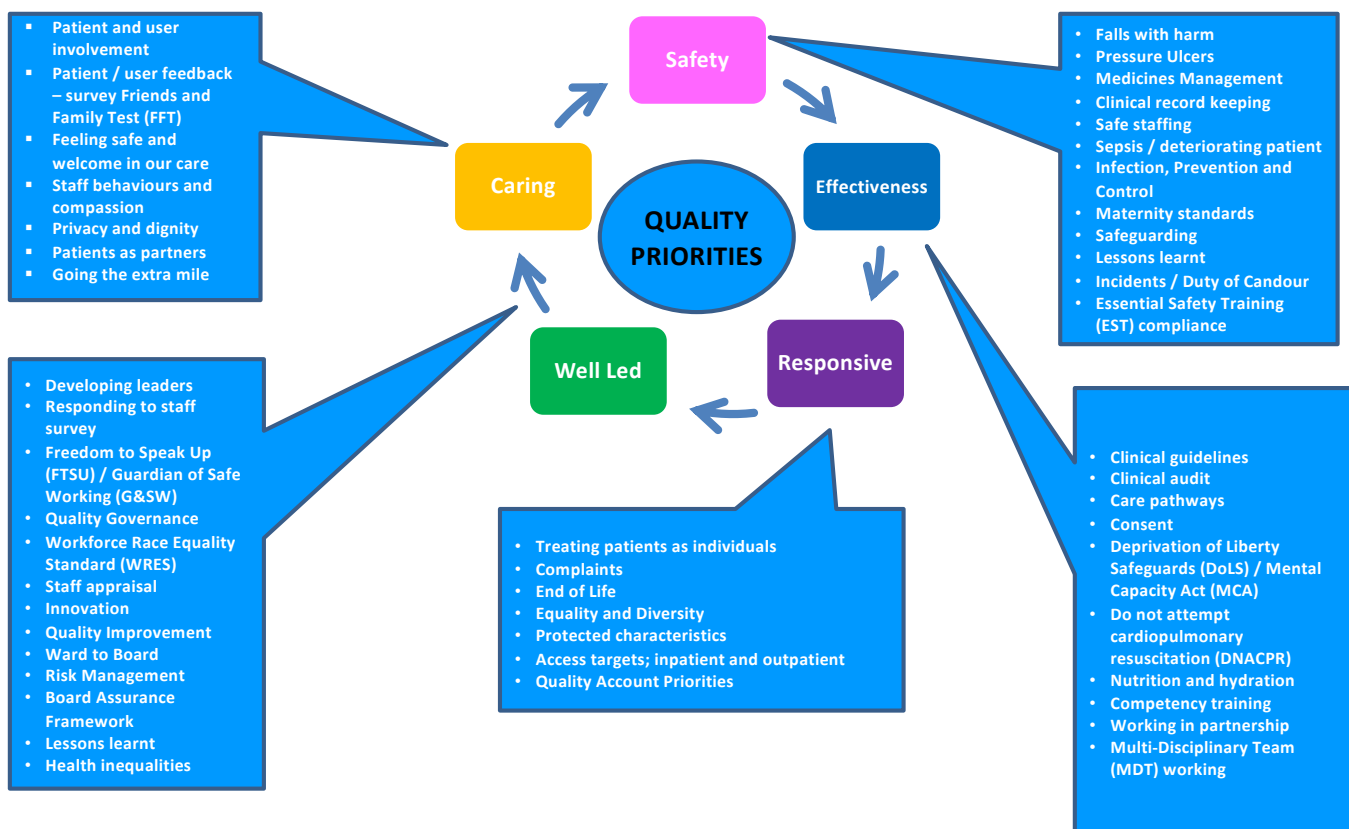 ▪ Patient and user
involvement
▪ Patient / user feedback
– survey Friends and
Family Test (FFT)
▪ Feeling safe and
welcome in our care
▪ Staff behaviours and
compassion
▪ Privacy and dignity
▪ Patients as partners
▪ Going the extra mile
Safety
• Falls with harm
• Pressure Ulcers
• Medicines Management
• Clinical record keeping
• Safe staffing
• Sepsis / deteriorating patient
• Infection, Prevention and
Control
• Maternity standards
• Safeguarding
• Lessons learnt
• Incidents / Duty of Candour
• Essential Safety Training
(EST) compliance
Caring
Effectiveness
QUALITY
PRIORITIES
Well Led
Responsive
• Developing leaders
• Responding to staff
survey
• Freedom to Speak Up
(FTSU) / Guardian of Safe
Working (G&SW)
• Quality Governance
• Workforce Race Equality
Standard (WRES)
• Staff appraisal
• Innovation
• Quality Improvement
• Ward to Board
• Risk Management
• Board Assurance
Framework
• Lessons learnt
• Health inequalities
• Treating patients as individuals
• Complaints
• End of Life
• Equality and Diversity
• Protected characteristics
• Access targets; inpatient and outpatient
• Quality Account Priorities
• Clinical guidelines
• Clinical audit
• Care pathways
• Consent
• Deprivation of Liberty
Safeguards (DoLS) / Mental
Capacity Act (MCA)
• Do not attempt
cardiopulmonary
resuscitation (DNACPR)
• Nutrition and hydration
• Competency training
• Working in partnership
• Multi-Disciplinary Team
(MDT) working